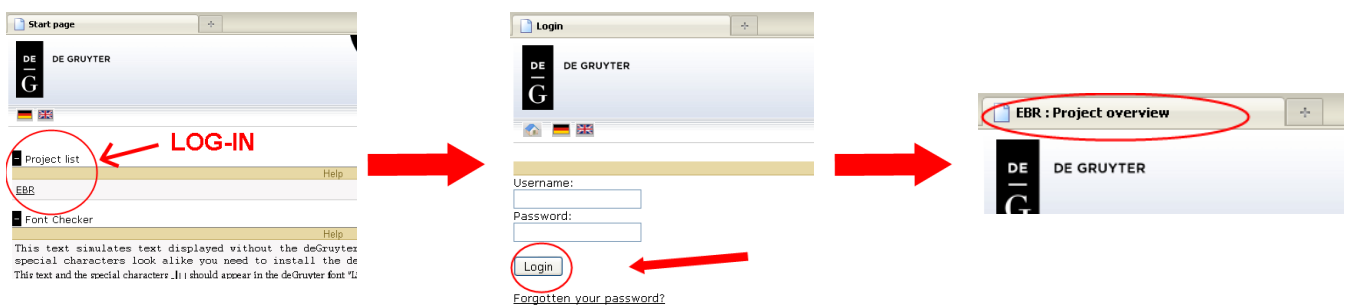 Start page
DE
G
DE GRUYTER
LOG-IN
Project list
Help
EBR
Font Checker
Help
This text simulates text displayed without the deGruyter
special characters look alike you need to install the de
This text and the special characters should appear in the deGruyter font
Login
DE
G
DE GRUYTER
Username:
Password:
Login
Forgotten your password?
EBR : Project overview
DE
G
DE GRUYTER